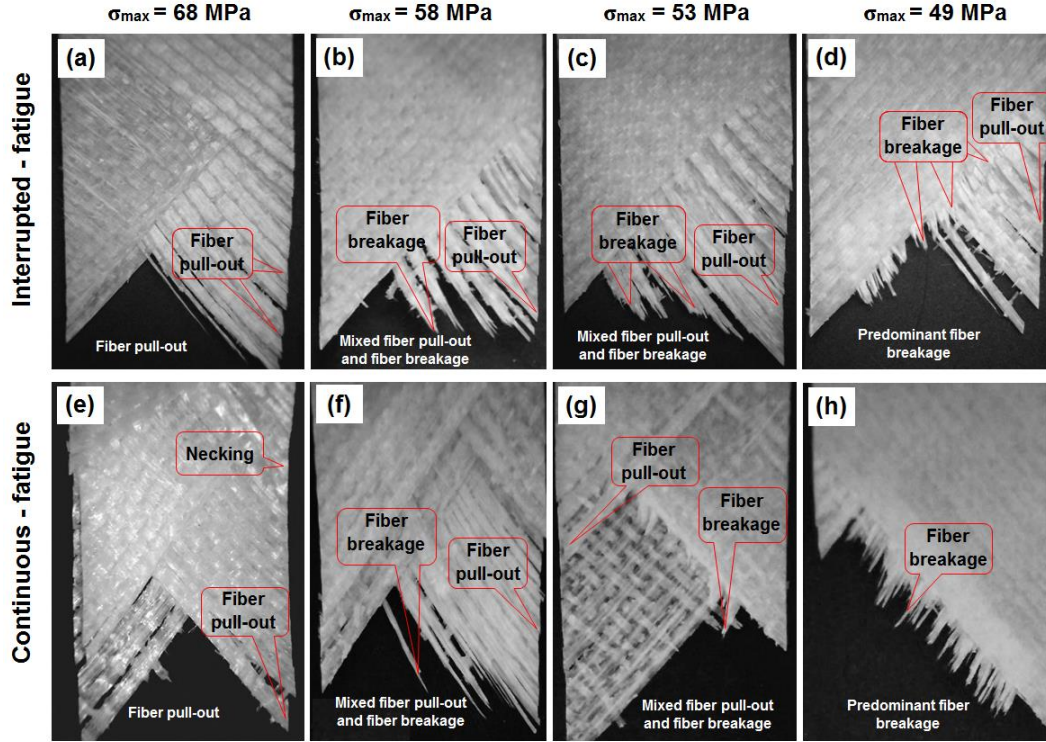 σmax = 68 MPa
σmax = 58 MPa
σmax = 53 MPa
σmax = 49 MPa
Interrupted - fatigue
(a)
Fiber
pull-out
Fiber pull-out
(b)
Fiber
breakage
Fiber
pull-out
Mixed fiber pull-out
and fiber breakage
(c)
Fiber
breakage
Fiber
pull-out
Mixed fiber pull-out
and fiber breakage
(d)
Fiber
breakage
Fiber
pull-out
Predominant fiber
breakage
Continuous - fatigue
(e)
Necking
Fiber
pull-out
Fiber pull-out
(f)
Fiber
breakage
Fiber
pull-out
Mixed fiber pull-out
and fiber breakage
(g)
Fiber
pull-out
Fiber
breakage
Mixed fiber pull-out
and fiber breakage
(h)
Fiber
breakage
Predominant fiber
breakage